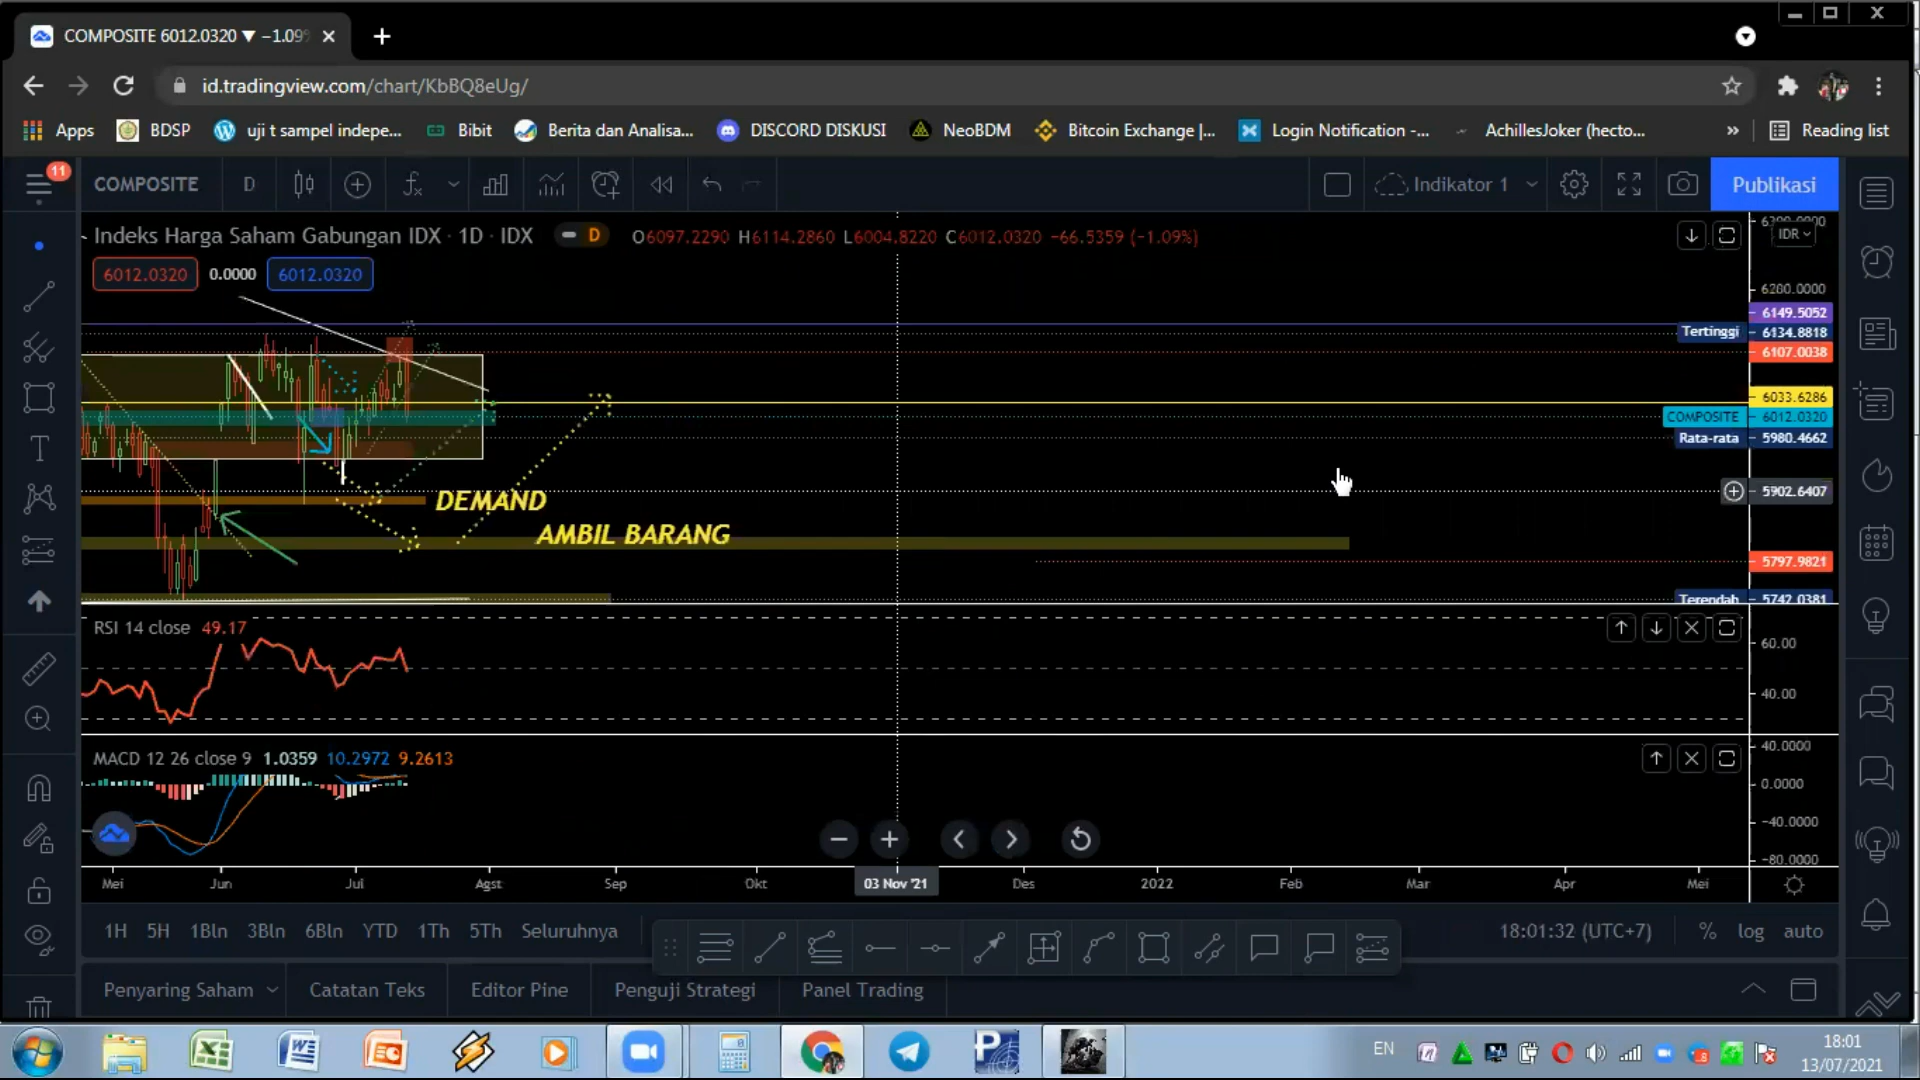 COMPOSITE 6012.0320 ▼ −1.09%
id.tradingview.com/chart/KbBQ8eUg/
Apps BDSP uji t sampel indepe... Bibit Berita dan Analisa... DISCORD DISKUSI NeoBDM Bitcoin Exchange |... Login Notification -... AchillesJoker (hecto... » Reading list
11
COMPOSITE D Indikator 1 Publikasi
Indeks Harga Saham Gabungan IDX · 1D · IDX D O6097.2290 H6114.2860 L6004.8220 C6012.0320 −66.5359 (−1.09%)
IDR
6012.0320 0.0000 6012.0320
6200.0000
6149.5052
Tertinggi 6134.8818
6107.0038
6033.6286
COMPOSITE 6012.0320
Rata-rata 5980.4662
5902.6407
DEMAND
AMBIL BARANG
5797.9821
Terendah 5742.0381
RSI 14 close 49.17
60.00
40.00
MACD 12 26 close 9 1.0359 10.2972 9.2613
40.0000
0.0000
−40.0000
−80.0000
Mei Jun Jul Agst Sep Okt 03 Nov '21 Des 2022 Feb Mar Apr Mei
1H 5H 1Bln 3Bln 6Bln YTD 1Th 5Th Seluruhnya 18:01:32 (UTC+7) % log auto
Penyaring Saham Catatan Teks Editor Pine Penguji Strategi Panel Trading
EN 18:01
13/07/2021